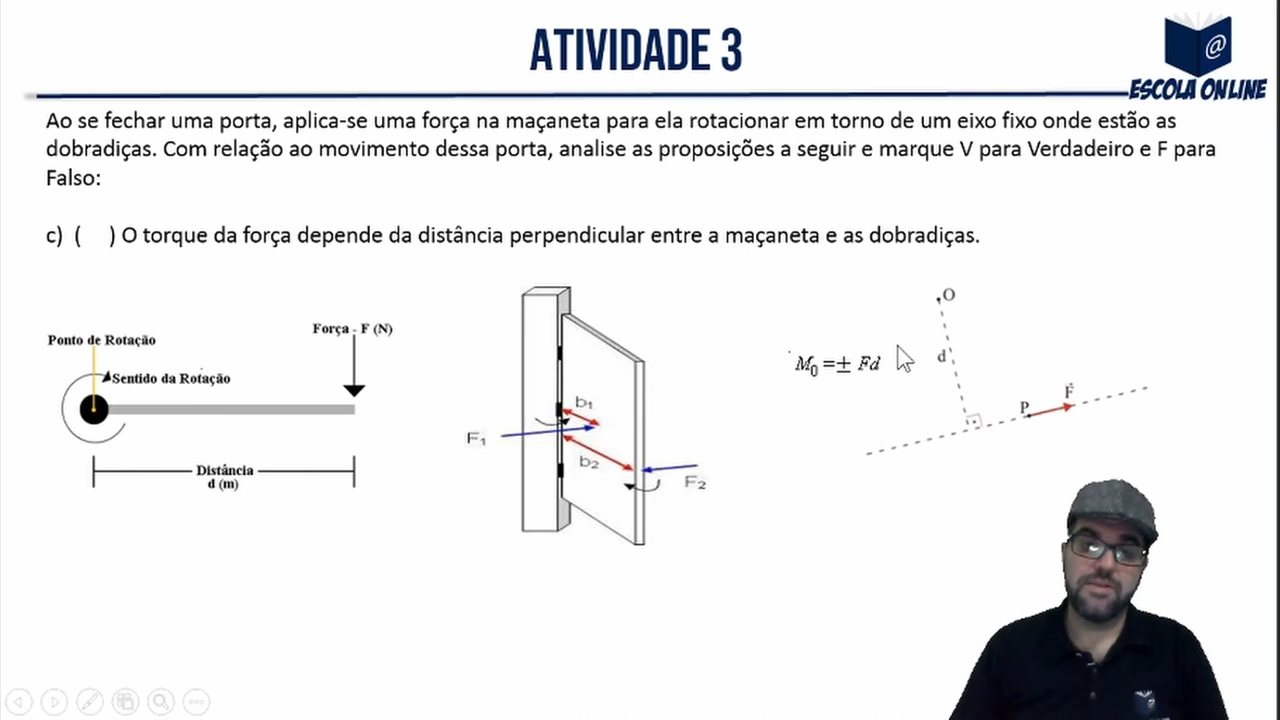 ATIVIDADE 3
@
ESCOLA ONLINE
Ao se fechar uma porta, aplica-se uma força na maçaneta para ela rotacionar em torno de um eixo fixo onde estão as
dobradiças. Com relação ao movimento dessa porta, analise as proposições a seguir e marque V para Verdadeiro e F para
Falso:
c) ( ) O torque da força depende da distância perpendicular entre a maçaneta e as dobradiças.
Força - F (N)
Ponto de Rotação
Sentido da Rotação
Distância
d (m)
b₁
F₁
b₂
F₂
M₀ =± Fd
O
d
P
F⃗